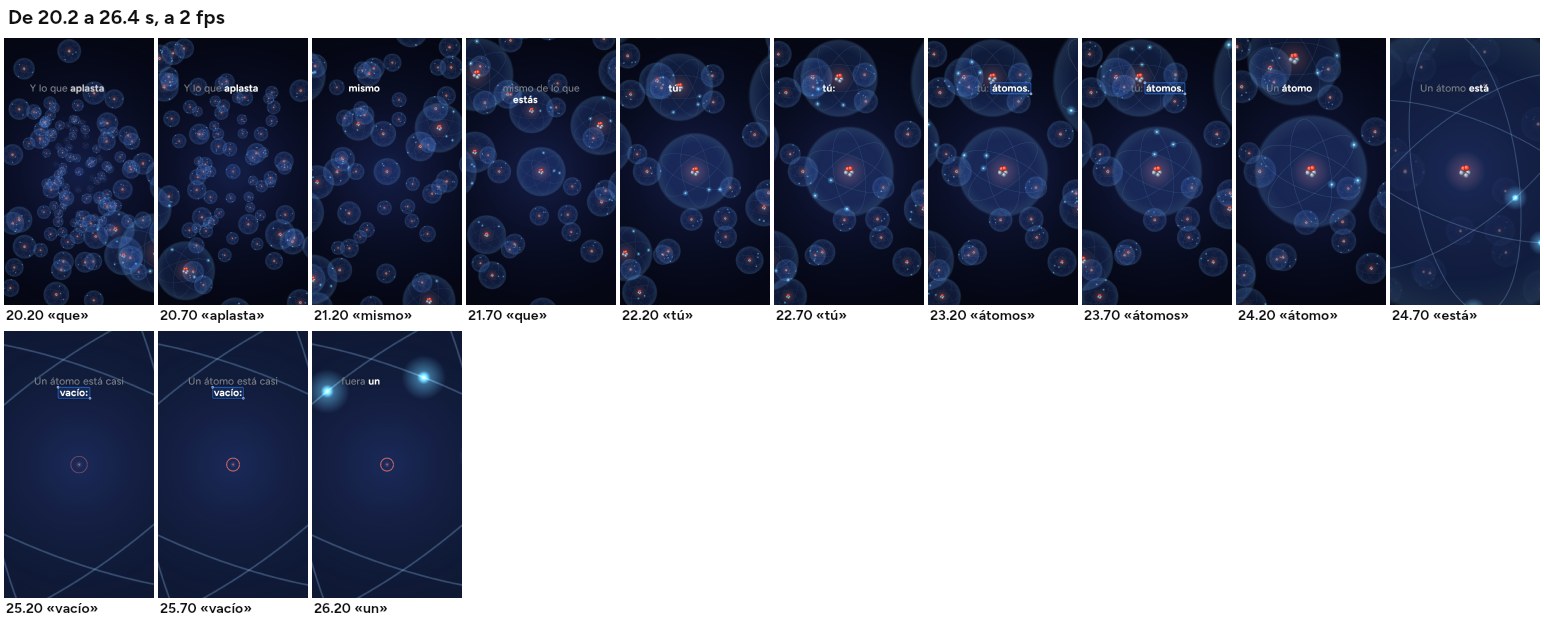 De 20.2 a 26.4 s, a 2 fps
Y lo que aplasta
Y lo que aplasta
mismo
mismo de lo que
estás
tú:
tú:
tú: átomos.
tú: átomos.
Un átomo
Un átomo está
20.20 «que»
20.70 «aplasta»
21.20 «mismo»
21.70 «que»
22.20 «tú»
22.70 «tú»
23.20 «átomos»
23.70 «átomos»
24.20 «átomo»
24.70 «está»
Un átomo está casi
vacío:
Un átomo está casi
vacío:
fuera un
25.20 «vacío»
25.70 «vacío»
26.20 «un»